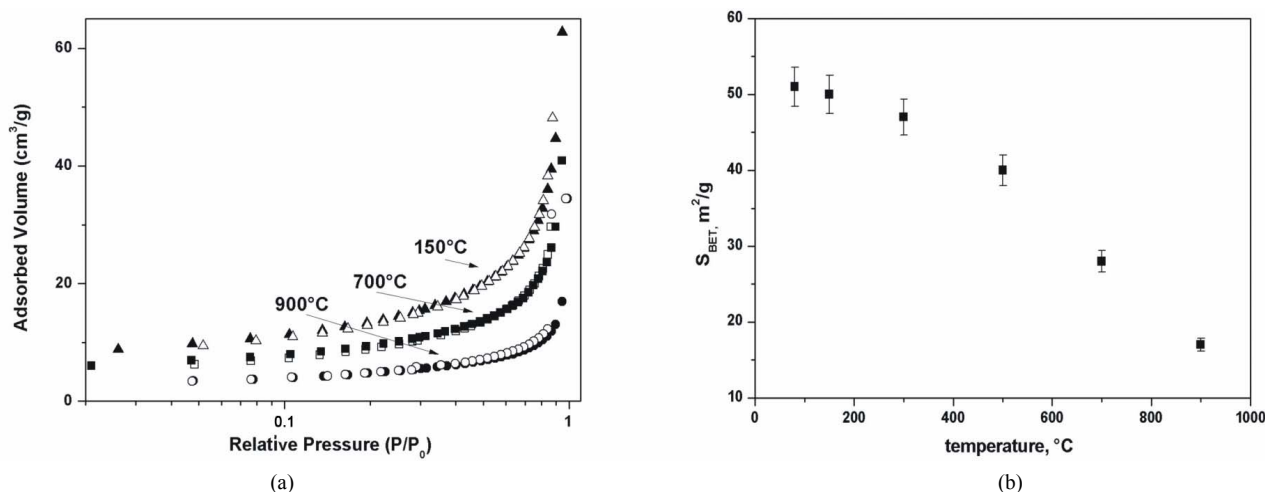 60
40
20
0
0.1
1
Adsorbed Volume (cm³/g)
Relative Pressure (P/P₀)
150°C
700°C
900°C
(a)
60
50
40
30
20
10
0
200
400
600
800
1000
S_BET, m²/g
temperature, °C
(b)